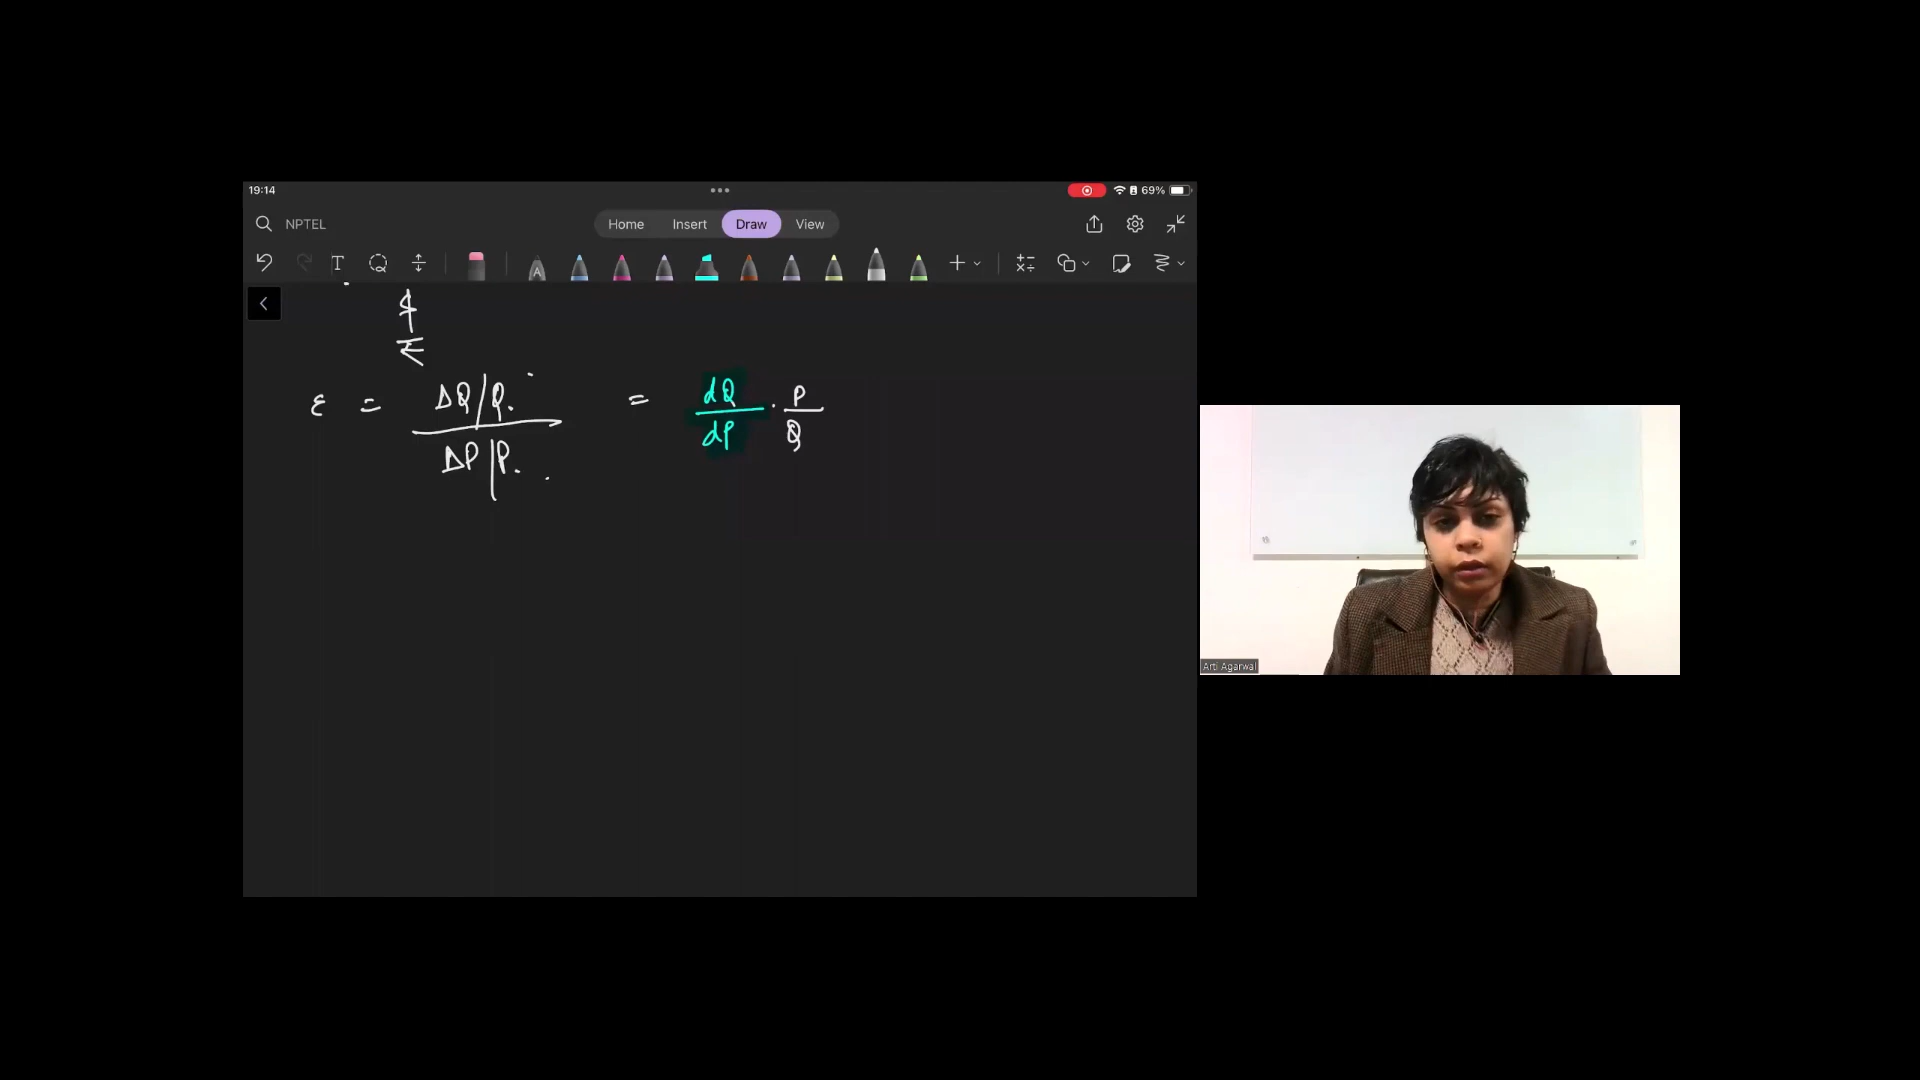 19:14
69%
NPTEL
Home Insert Draw View
T
A
$
₹
ε = ΔQ/Q. / ΔP/P. = dQ/dP · P/Q
Arti Agarwal